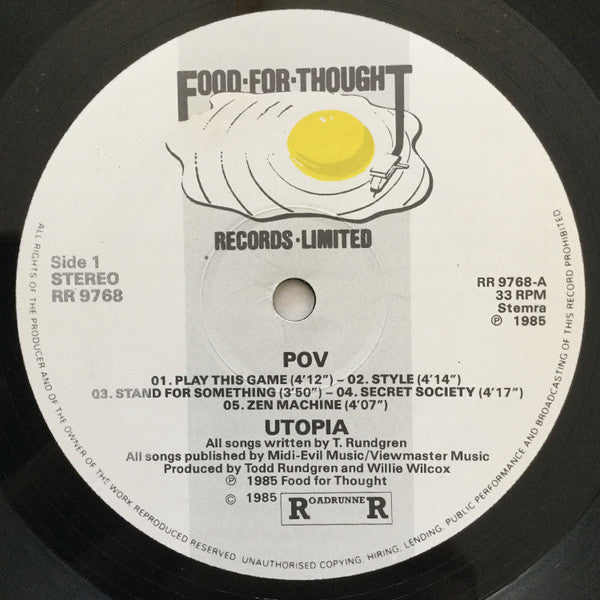 FOOD·FOR·THOUGHT
RECORDS·LIMITED
Side 1
STEREO
RR 9768
RR 9768-A
33 RPM
Stemra
℗ 1985
POV
01. PLAY THIS GAME (4'12") – 02. STYLE (4'14")
03. STAND FOR SOMETHING (3'50") – 04. SECRET SOCIETY (4'17")
05. ZEN MACHINE (4'07")
UTOPIA
All songs written by T. Rundgren
All songs published by Midi-Evil Music/Viewmaster Music
Produced by Todd Rundgren and Willie Wilcox
℗ 1985 Food for Thought
© 1985 ROADRUNNER
ALL RIGHTS OF THE PRODUCER AND OF THE OWNER OF THE WORK REPRODUCED RESERVED. UNAUTHORISED COPYING, HIRING, LENDING, PUBLIC PERFORMANCE AND BROADCASTING OF THIS RECORD PROHIBITED